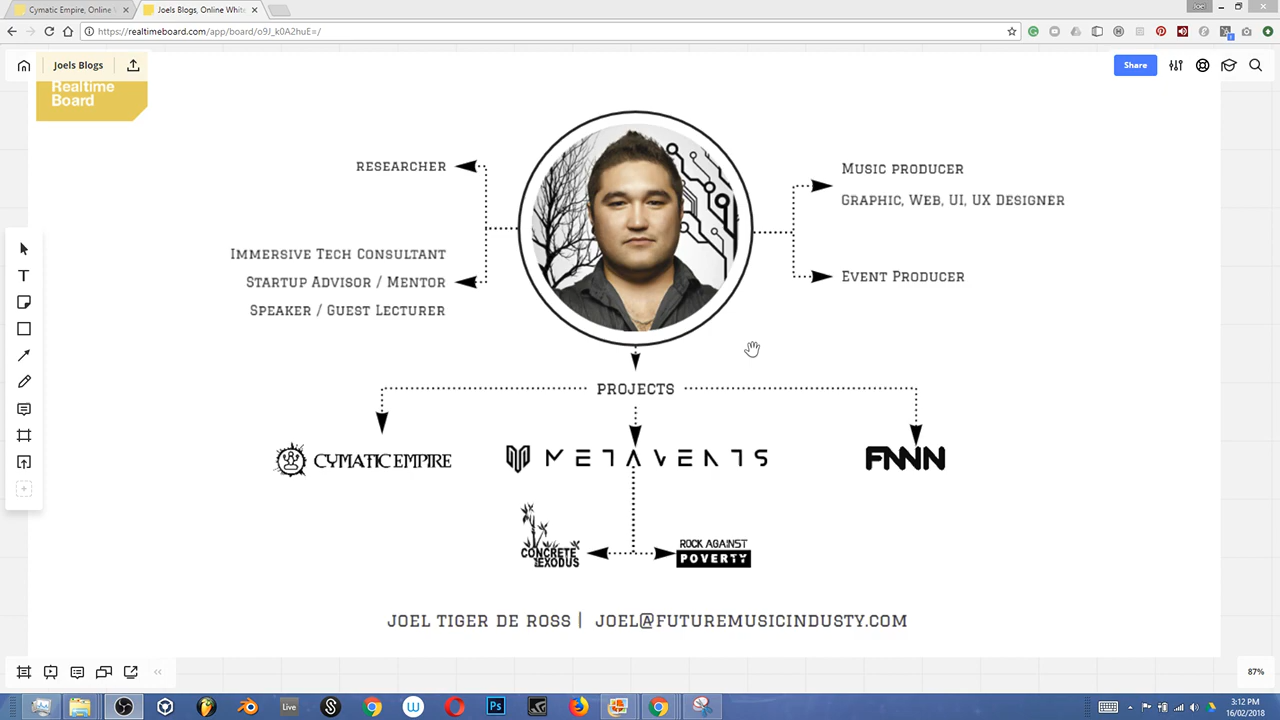 Cymatic Empire, Online W
Joels Blogs, Online White
Joel
https://realtimeboard.com/app/board/o9J_k0A2huE=/
Joels Blogs
Share
Realtime
Board
RESEARCHER
MUSIC PRODUCER
GRAPHIC, WEB, UI, UX DESIGNER
IMMERSIVE TECH CONSULTANT
STARTUP ADVISOR / MENTOR
EVENT PRODUCER
SPEAKER / GUEST LECTURER
PROJECTS
CYMATIC EMPIRE
METAVENTS
FNNN
CONCRETE
EXODUS
ROCK AGAINST
POVERTY
JOEL TIGER DE ROSS | JOEL@FUTUREMUSICINDUSTY.COM
87%
Live
Ps
3:12 PM
16/02/2018